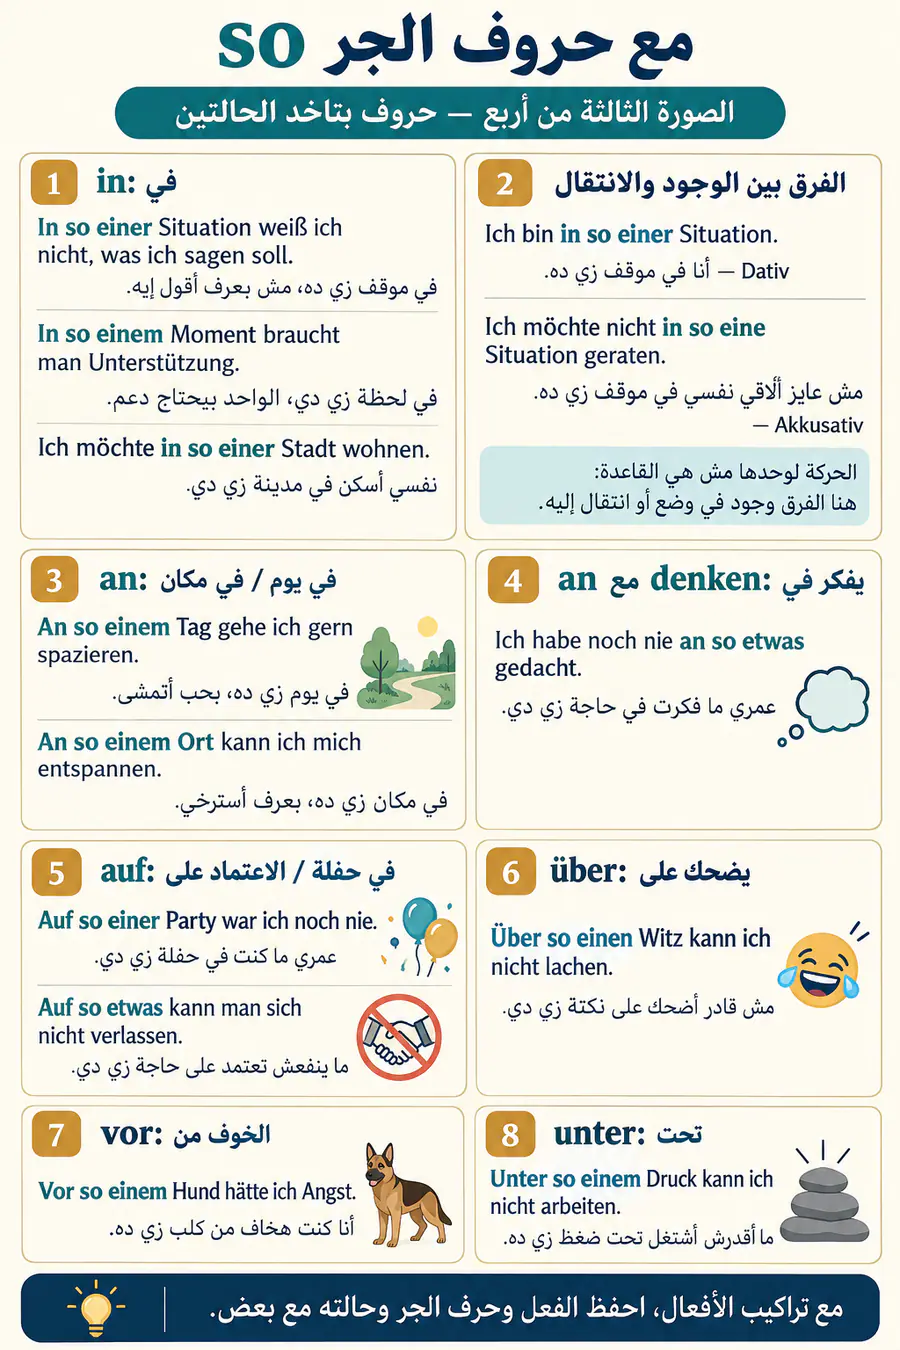 so مع حروف الجر
الصورة الثالثة من أربع — حروف بتاخد الحالتين
1 in: في
In so einer Situation weiß ich
nicht, was ich sagen soll.
في موقف زي ده، مش بعرف أقول إيه.
In so einem Moment braucht
man Unterstützung.
في لحظة زي دي، الواحد بيحتاج دعم.
Ich möchte in so einer Stadt wohnen.
نفسي أسكن في مدينة زي دي.
2 الفرق بين الوجود والانتقال
Ich bin in so einer Situation.
أنا في موقف زي ده. — Dativ
Ich möchte nicht in so eine
Situation geraten.
مش عايز ألاقي نفسي في موقف زي ده.
— Akkusativ
الحركة لوحدها مش هي القاعدة:
هنا الفرق وجود في وضع أو انتقال إليه.
3 an: في يوم / في مكان
An so einem Tag gehe ich gern
spazieren.
في يوم زي ده، بحب أتمشى.
An so einem Ort kann ich mich
entspannen.
في مكان زي ده، بعرف أسترخي.
4 an مع denken: يفكر في
Ich habe noch nie an so etwas
gedacht.
عمري ما فكرت في حاجة زي دي.
5 auf: في حفلة / الاعتماد على
Auf so einer Party war ich noch nie.
عمري ما كنت في حفلة زي دي.
Auf so etwas kann man sich
nicht verlassen.
ما ينفعش تعتمد على حاجة زي دي.
6 über: يضحك على
Über so einen Witz kann ich
nicht lachen.
مش قادر أضحك على نكتة زي دي.
7 vor: الخوف من
Vor so einem Hund hätte ich Angst.
أنا كنت هخاف من كلب زي ده.
8 unter: تحت
Unter so einem Druck kann ich
nicht arbeiten.
ما أقدرش أشتغل تحت ضغظ زي ده.
مع تراكيب الأفعال، احفظ الفعل وحرف الجر وحالته مع بعض.